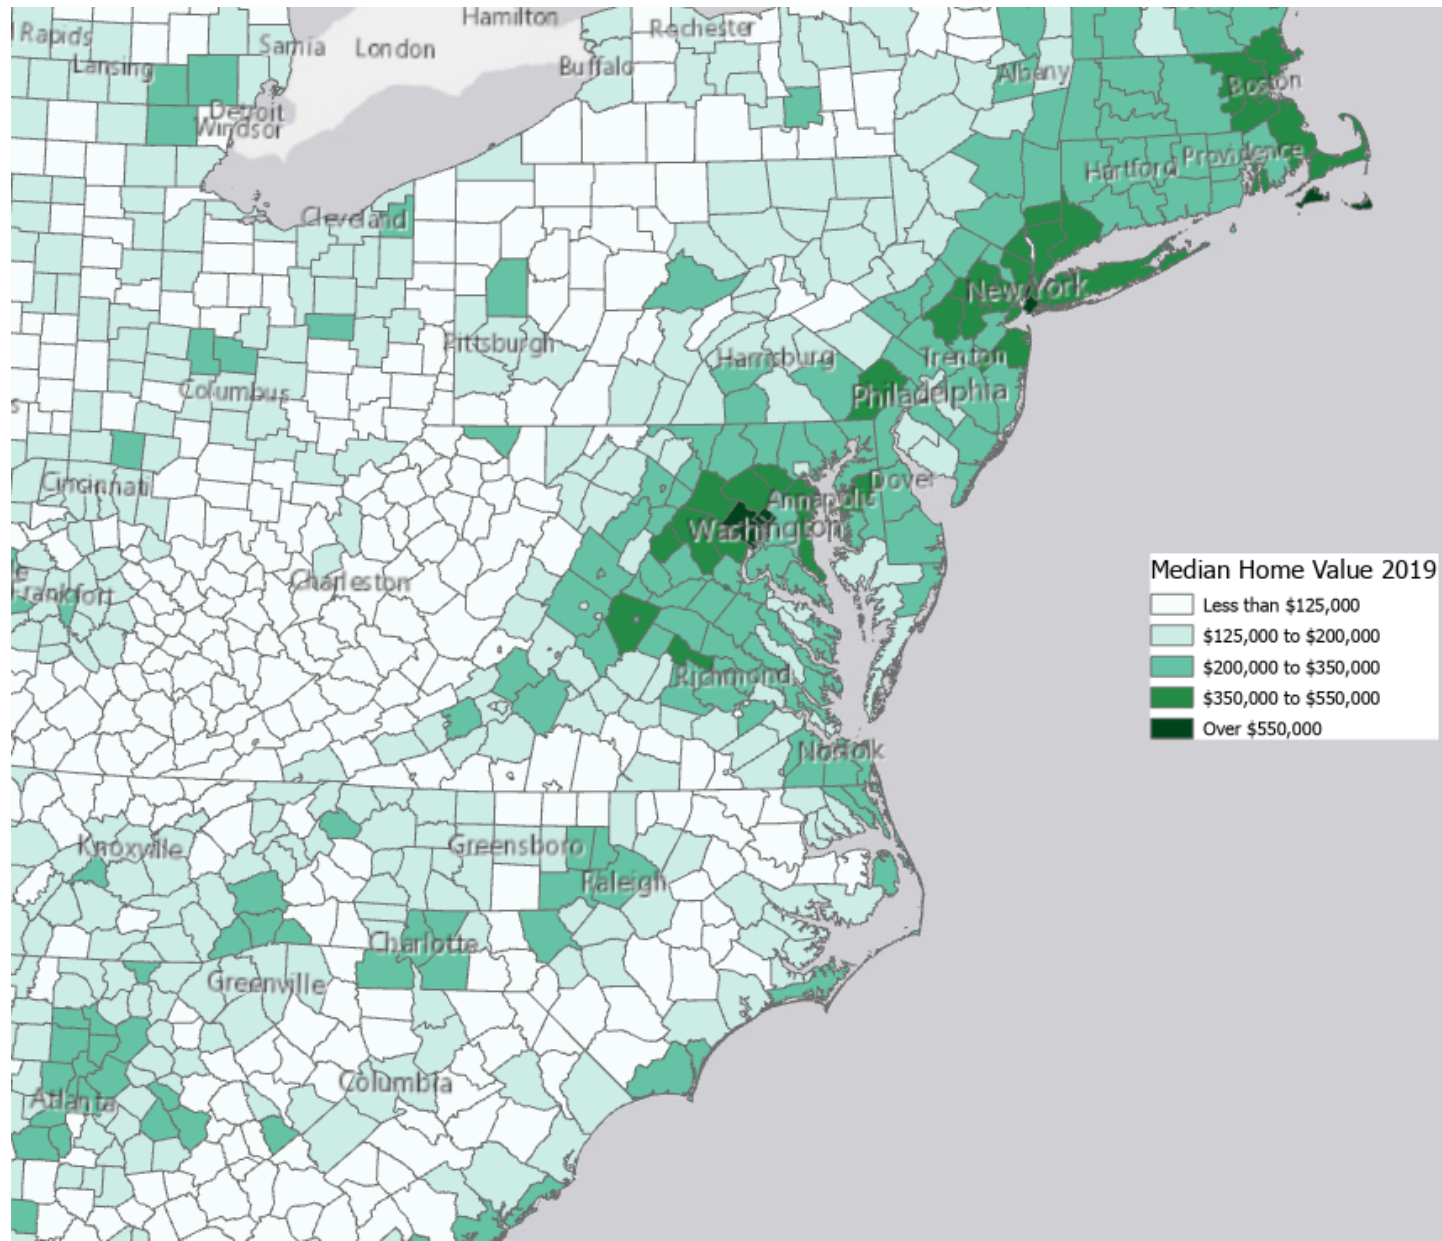 Hamilton
Rapids
Sarnia
London
Rochester
Lansing
Buffalo
Albany
Boston
Detroit
Windsor
Hartford
Providence
Cleveland
New York
Pittsburgh
Harrisburg
Trenton
Columbus
Philadelphia
Cincinnati
Dover
Annapolis
Washington
Charleston
Frankfort
Median Home Value 2019
Less than $125,000
$125,000 to $200,000
$200,000 to $350,000
$350,000 to $550,000
Over $550,000
Richmond
Norfolk
Knoxville
Greensboro
Raleigh
Charlotte
Greenville
Columbia
Atlanta